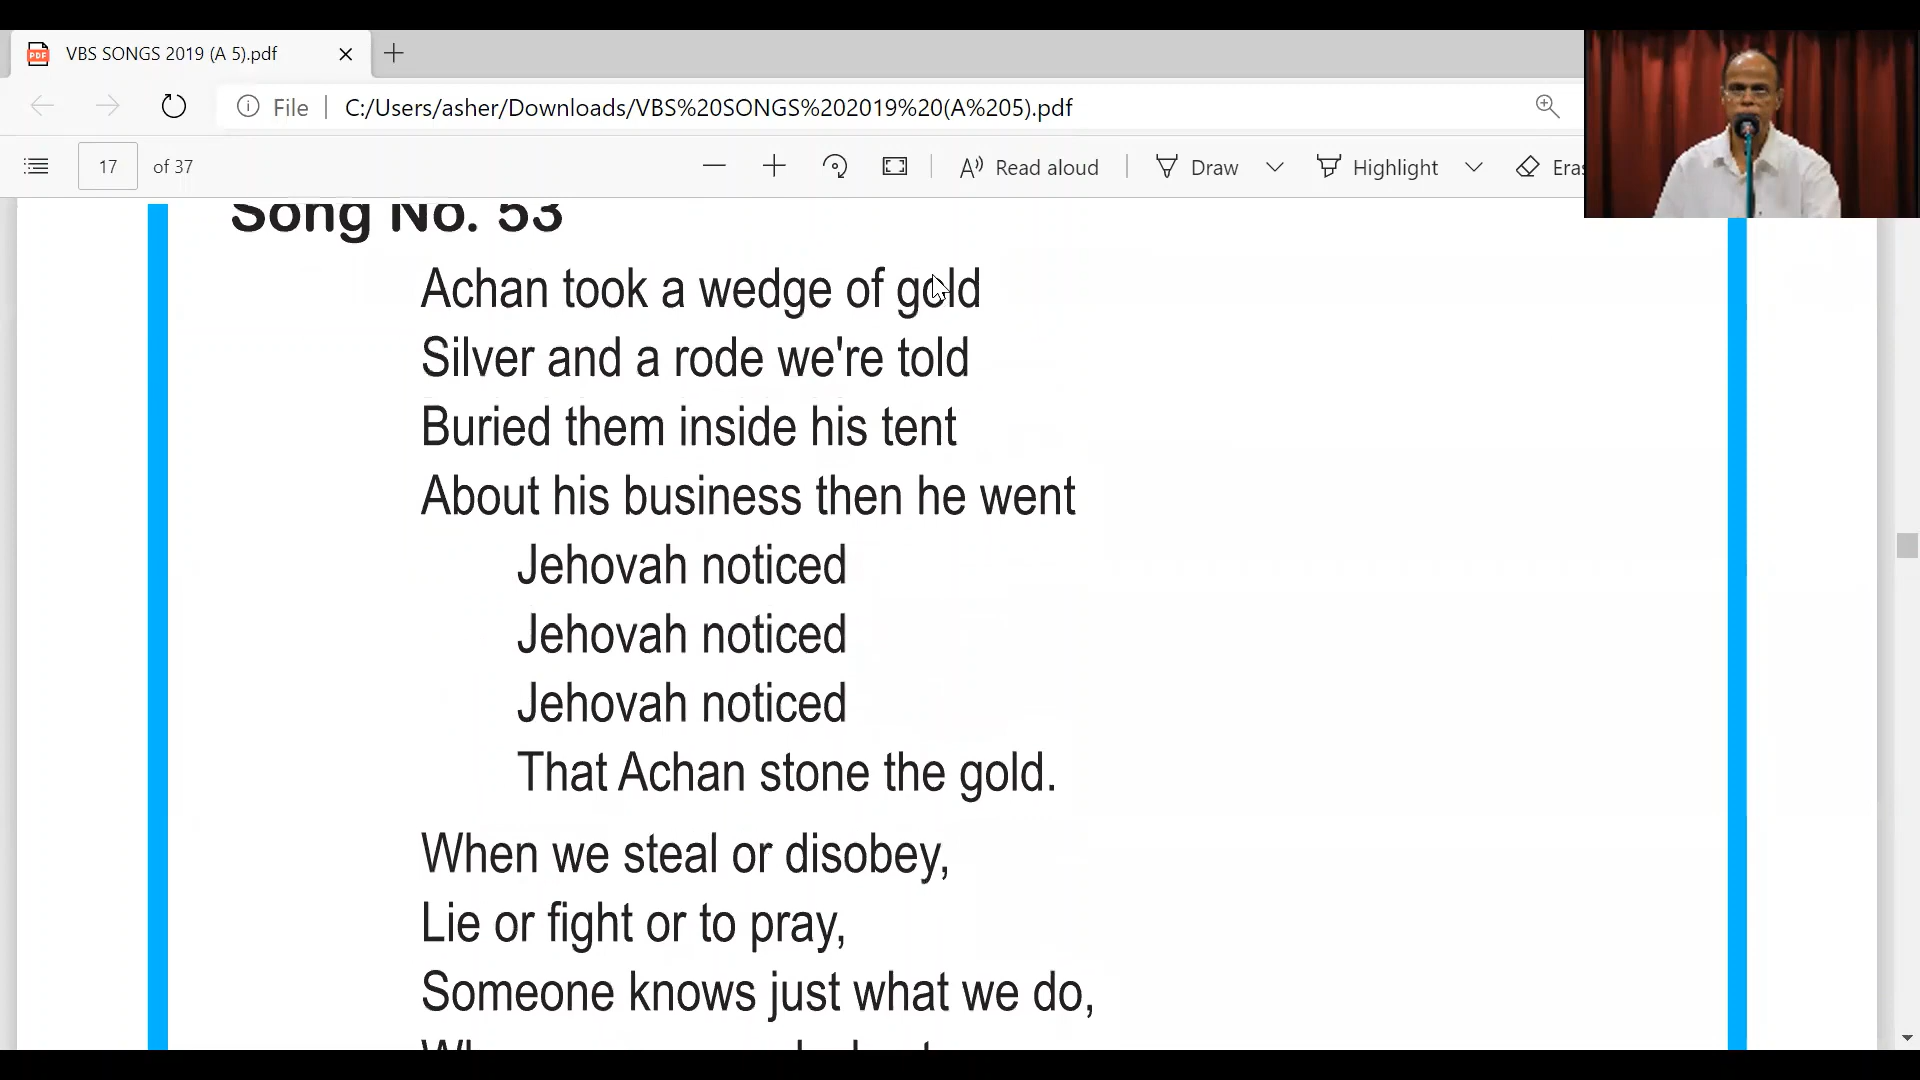 VBS SONGS 2019 (A 5).pdf
File C:/Users/asher/Downloads/VBS%20SONGS%202019%20(A%205).pdf
17 of 37 Read aloud Draw Highlight Eras
Song No. 53
Achan took a wedge of gold
Silver and a rode we're told
Buried them inside his tent
About his business then he went
Jehovah noticed
Jehovah noticed
Jehovah noticed
That Achan stone the gold.
When we steal or disobey,
Lie or fight or to pray,
Someone knows just what we do,